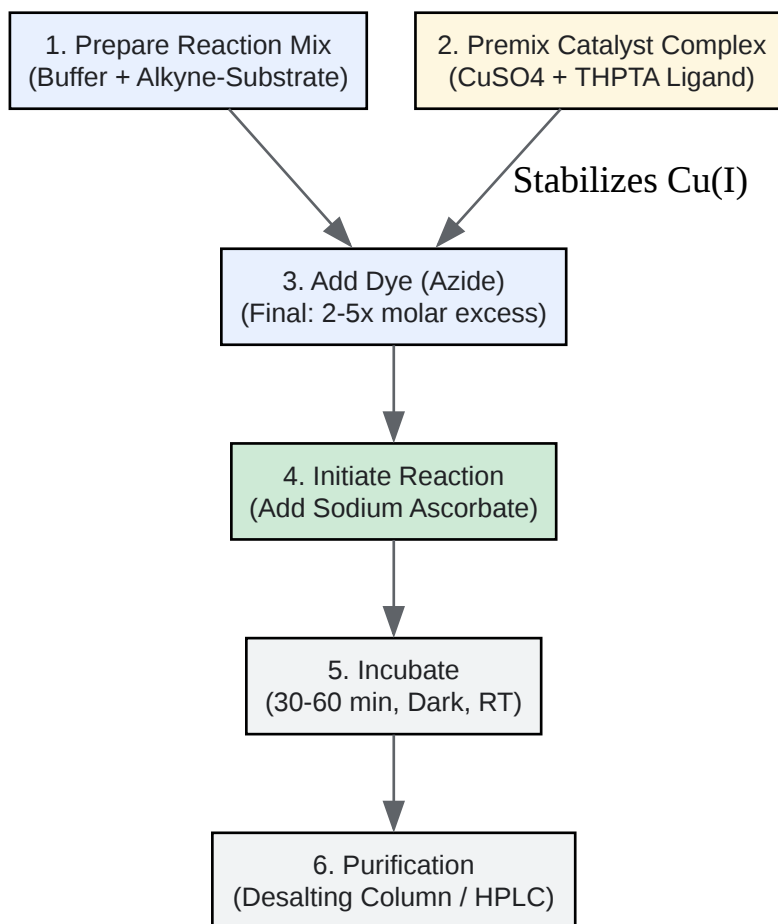 1. Prepare Reaction Mix
(Buffer + Alkyne-Substrate)
2. Premix Catalyst Complex
(CuSO4 + THPTA Ligand)
Stabilizes Cu(I)
3. Add Dye (Azide)
(Final: 2-5x molar excess)
4. Initiate Reaction
(Add Sodium Ascorbate)
5. Incubate
(30-60 min, Dark, RT)
6. Purification
(Desalting Column / HPLC)